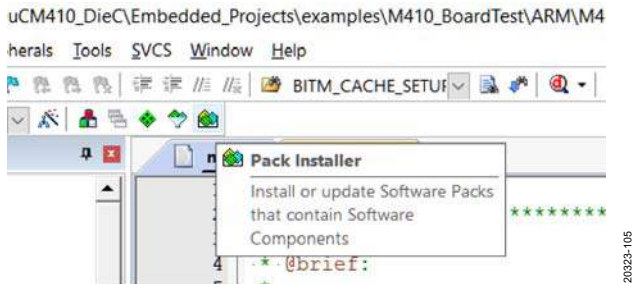 uCM410_DieC\Embedded_Projects\examples\M410_BoardTest\ARM\M4
herals Tools SVCS Window Help
BITM_CACHE_SETUF
Pack Installer
Install or update Software Packs
that contain Software
*********
Components
4 * @brief:
20323-105